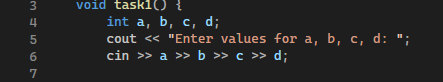 3 void task1() {
4 int a, b, c, d;
5 cout << "Enter values for a, b, c, d: ";
6 cin >> a >> b >> c >> d;
7